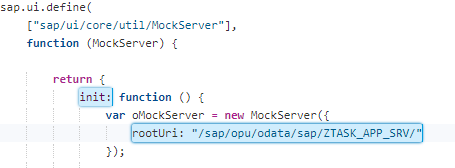 sap.ui.define(
["sap/ui/core/util/MockServer"],
function (MockServer) {
return {
init: function () {
var oMockServer = new MockServer({
rootUri: "/sap/opu/odata/sap/ZTASK_APP_SRV/"
});